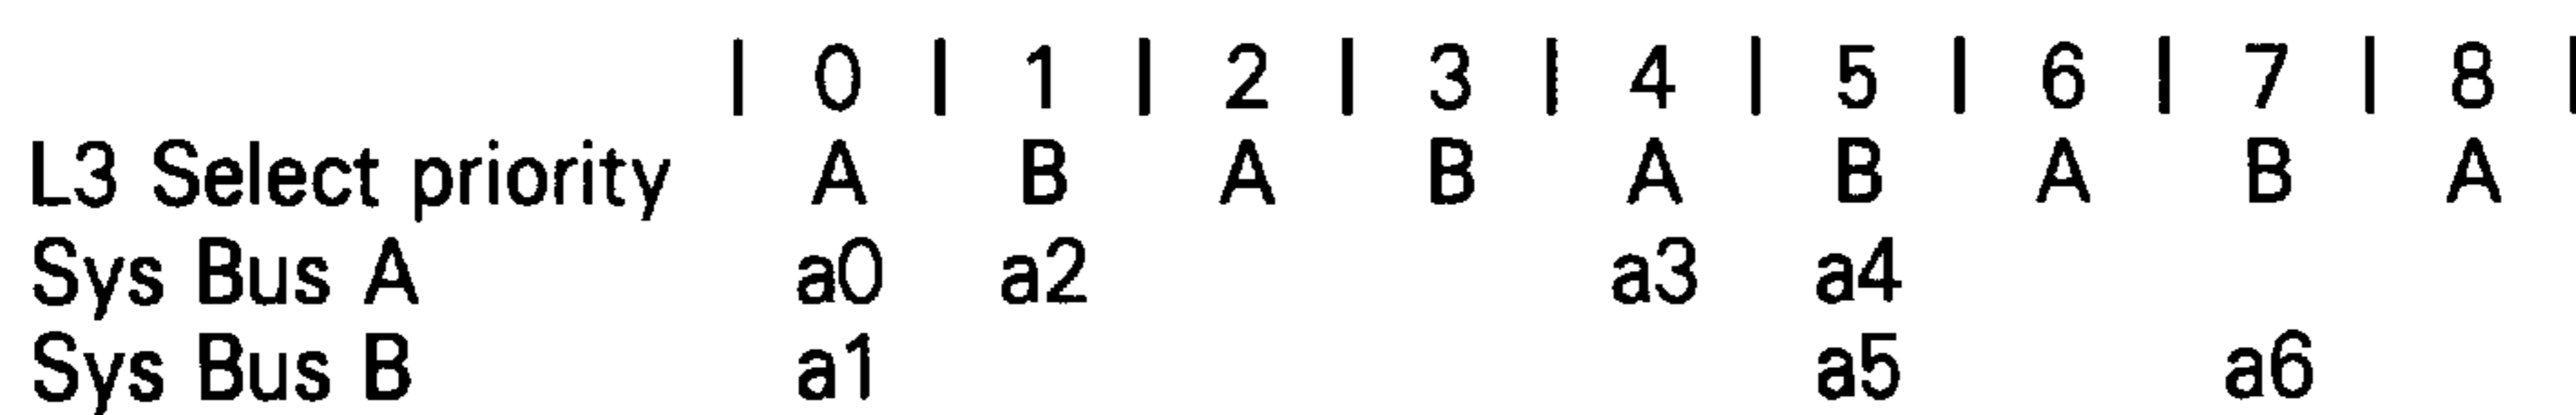 | 0 | 1 | 2 | 3 | 4 | 5 | 6 | 7 | 8 |
L3 Select priority A B A B A B A B A
Sys Bus A a0 a2 a3 a4
Sys Bus B a1 a5 a6